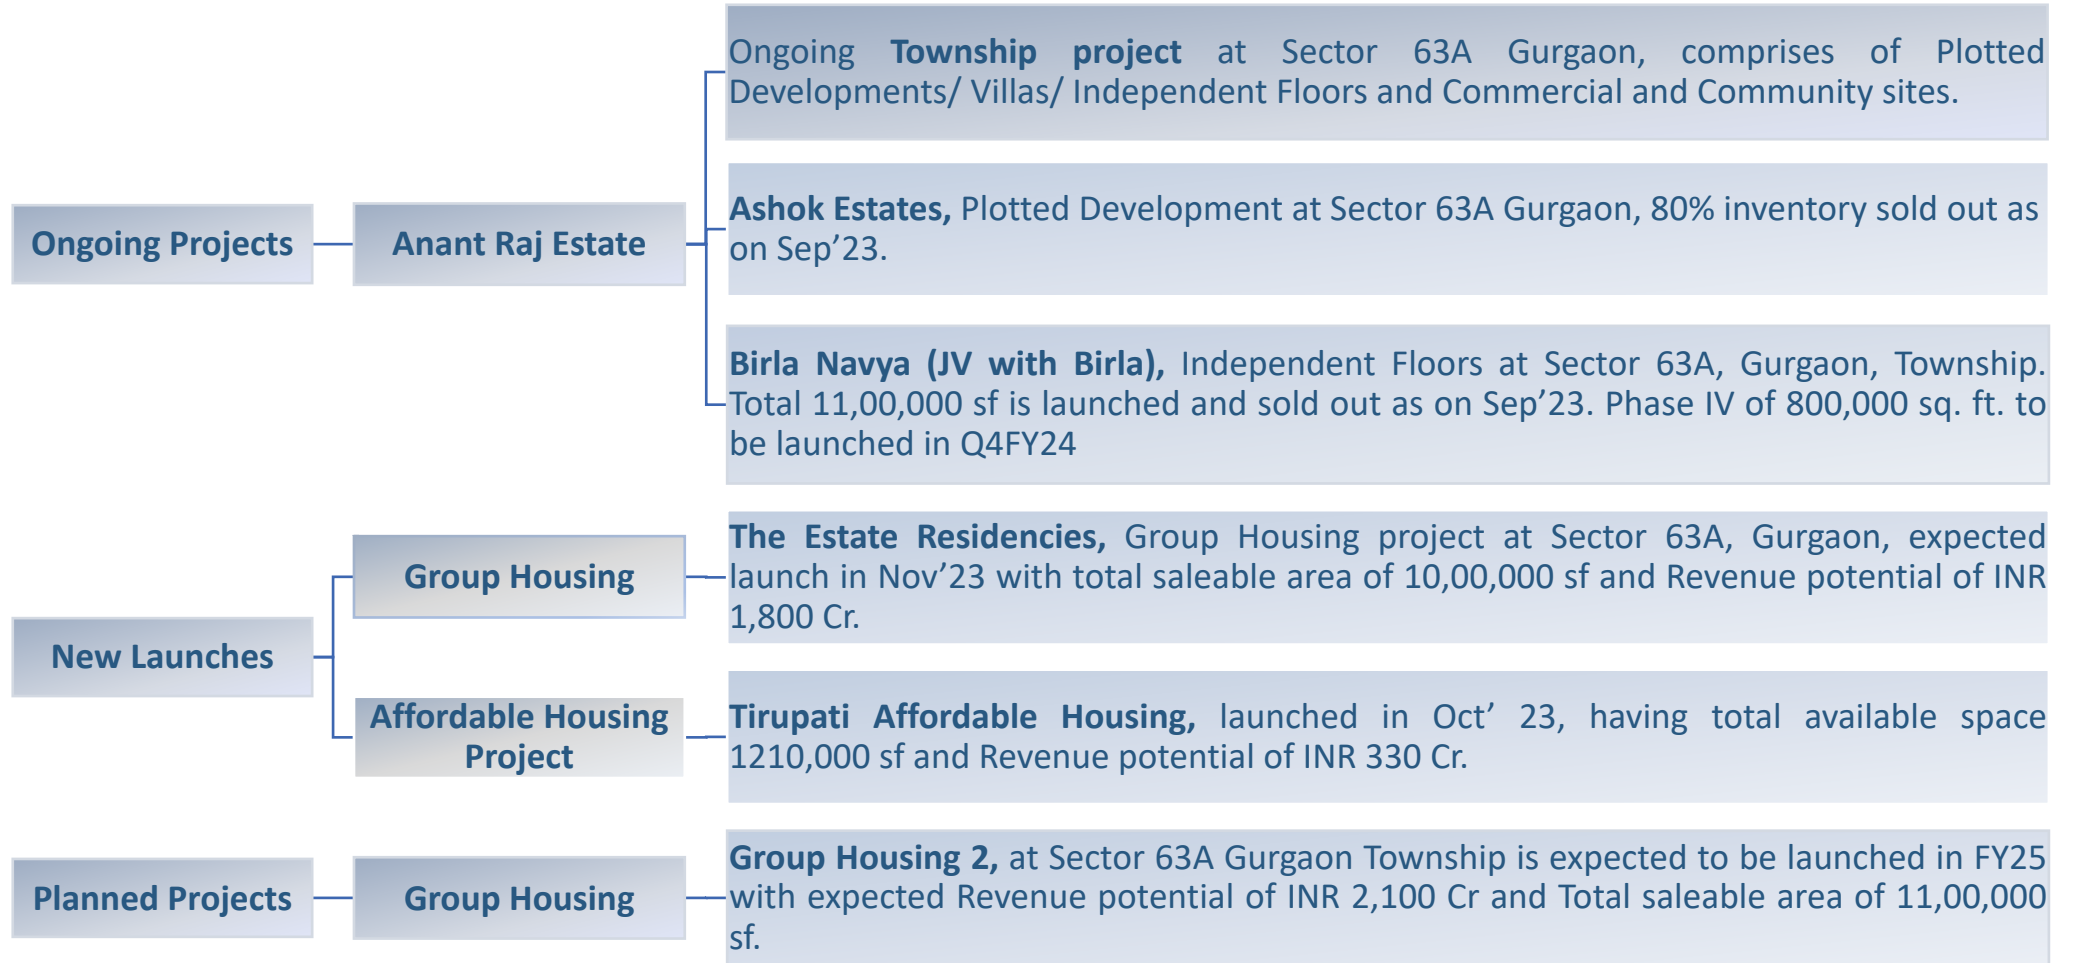 Ongoing Projects
Anant Raj Estate
Ongoing Township project at Sector 63A Gurgaon, comprises of Plotted
Developments/ Villas/ Independent Floors and Commercial and Community sites.
Ashok Estates, Plotted Development at Sector 63A Gurgaon, 80% inventory sold out as
on Sep’23.
Birla Navya (JV with Birla), Independent Floors at Sector 63A, Gurgaon, Township.
Total 11,00,000 sf is launched and sold out as on Sep’23. Phase IV of 800,000 sq. ft. to
be launched in Q4FY24
New Launches
Group Housing
The Estate Residencies, Group Housing project at Sector 63A, Gurgaon, expected
launch in Nov’23 with total saleable area of 10,00,000 sf and Revenue potential of INR
1,800 Cr.
Affordable Housing
Project
Tirupati Affordable Housing, launched in Oct’ 23, having total available space
1210,000 sf and Revenue potential of INR 330 Cr.
Planned Projects
Group Housing
Group Housing 2, at Sector 63A Gurgaon Township is expected to be launched in FY25
with expected Revenue potential of INR 2,100 Cr and Total saleable area of 11,00,000
sf.